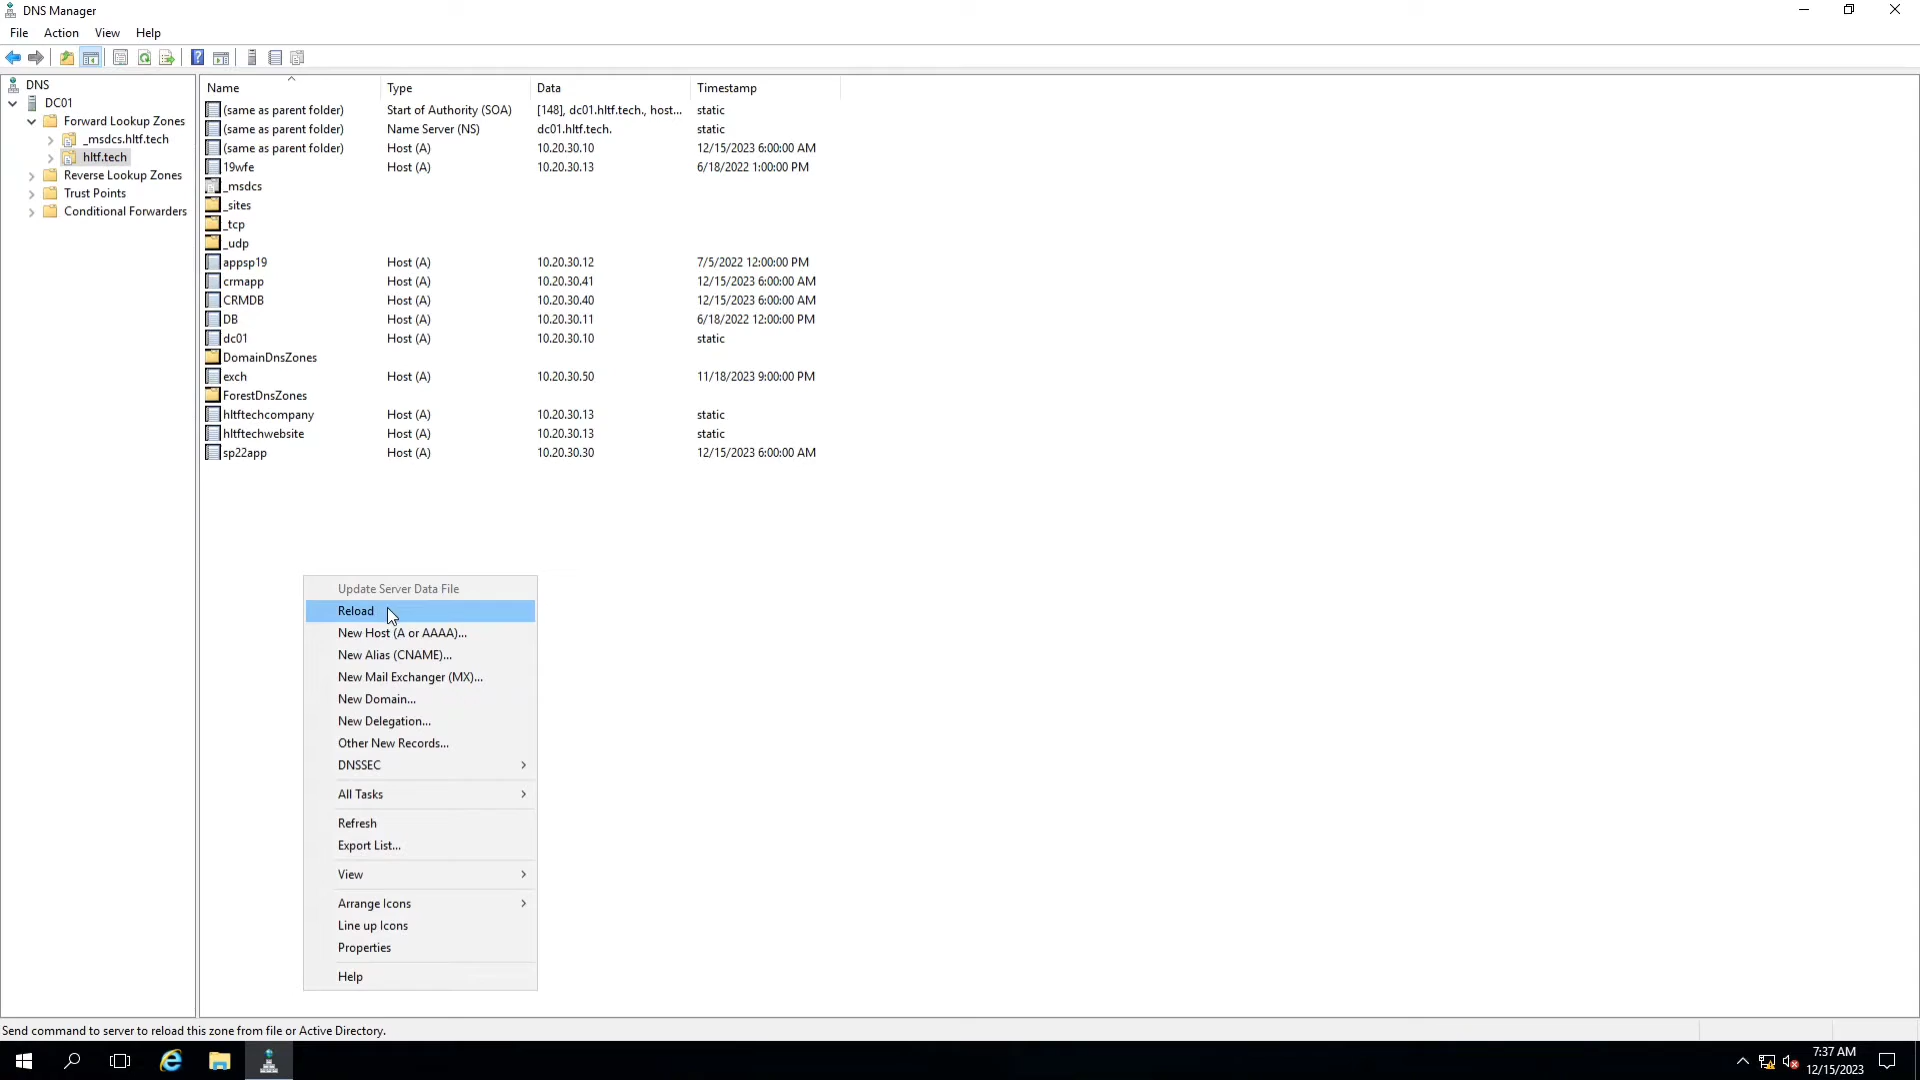 DNS Manager
File Action View Help
DNS
DC01
Forward Lookup Zones
_msdcs.hltf.tech
hltf.tech
Reverse Lookup Zones
Trust Points
Conditional Forwarders
Name Type Data Timestamp
(same as parent folder) Start of Authority (SOA) [148], dc01.hltf.tech., host... static
(same as parent folder) Name Server (NS) dc01.hltf.tech. static
(same as parent folder) Host (A) 10.20.30.10 12/15/2023 6:00:00 AM
19wfe Host (A) 10.20.30.13 6/18/2022 1:00:00 PM
_msdcs
_sites
_tcp
_udp
appsp19 Host (A) 10.20.30.12 7/5/2022 12:00:00 PM
crmapp Host (A) 10.20.30.41 12/15/2023 6:00:00 AM
CRMDB Host (A) 10.20.30.40 12/15/2023 6:00:00 AM
DB Host (A) 10.20.30.11 6/18/2022 12:00:00 PM
dc01 Host (A) 10.20.30.10 static
DomainDnsZones
exch Host (A) 10.20.30.50 11/18/2023 9:00:00 PM
ForestDnsZones
hltftechcompany Host (A) 10.20.30.13 static
hltftechwebsite Host (A) 10.20.30.13 static
sp22app Host (A) 10.20.30.30 12/15/2023 6:00:00 AM
Update Server Data File
Reload
New Host (A or AAAA)...
New Alias (CNAME)...
New Mail Exchanger (MX)...
New Domain...
New Delegation...
Other New Records...
DNSSEC
All Tasks
Refresh
Export List...
View
Arrange Icons
Line up Icons
Properties
Help
Send command to server to reload this zone from file or Active Directory.
7:37 AM
12/15/2023